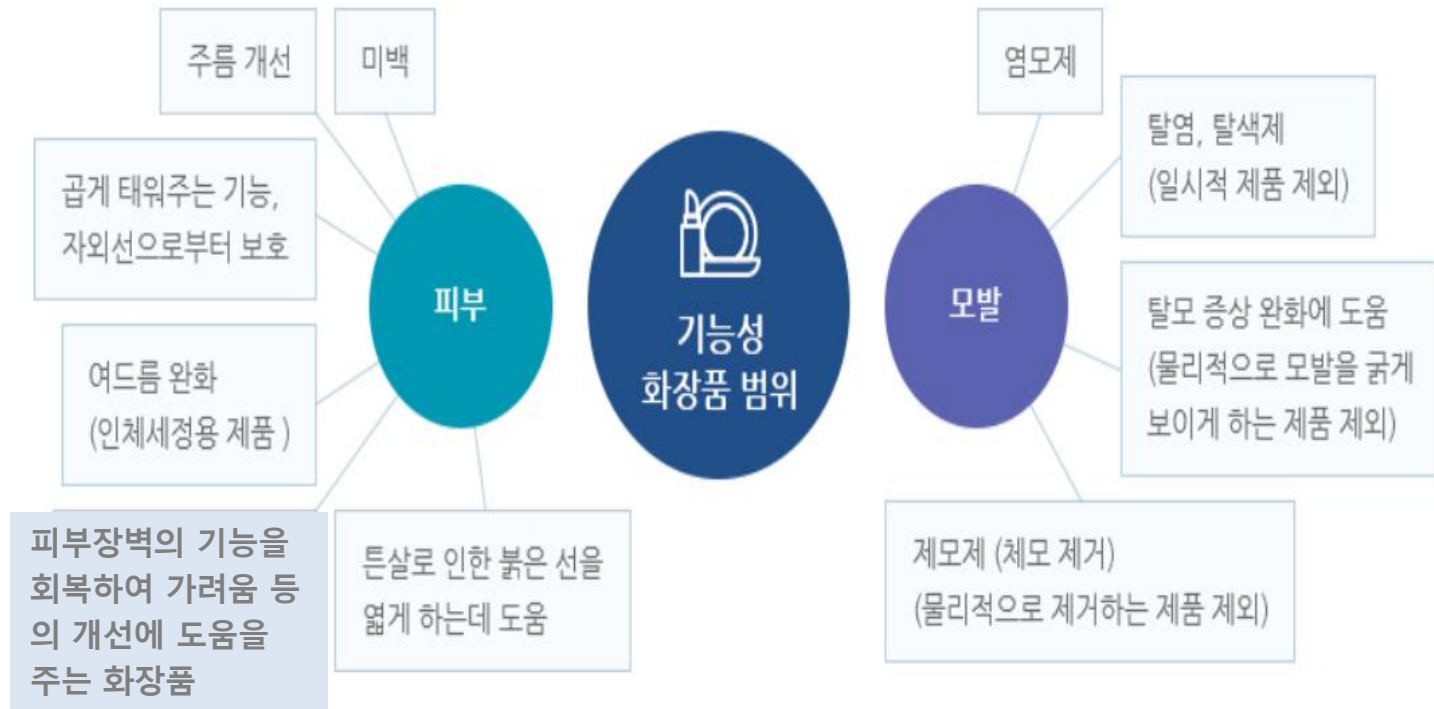 주름 개선
미백
곱게 태워주는 기능,
자외선으로부터 보호
여드름 완화
(인체세정용 제품 )
피부장벽의 기능을
회복하여 가려움 등
의 개선에 도움을
주는 화장품
튼살로 인한 붉은 선을
엷게 하는데 도움
피부
기능성
화장품 범위
모발
염모제
탈염, 탈색제
(일시적 제품 제외)
탈모 증상 완화에 도움
(물리적으로 모발을 굵게
보이게 하는 제품 제외)
제모제 (체모 제거)
(물리적으로 제거하는 제품 제외)